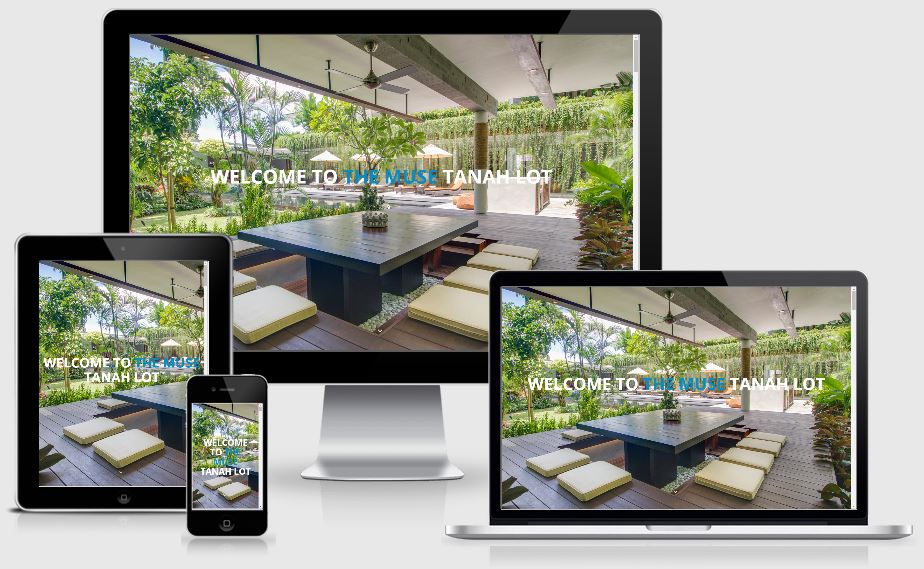 WELCOME TO THE MUSE TANAH LOT
WELCOME TO THE MUSE
TANAH LOT
WELCOME
TO THE
MUSE
TANAH LOT
WELCOME TO THE MUSE TANAH LOT